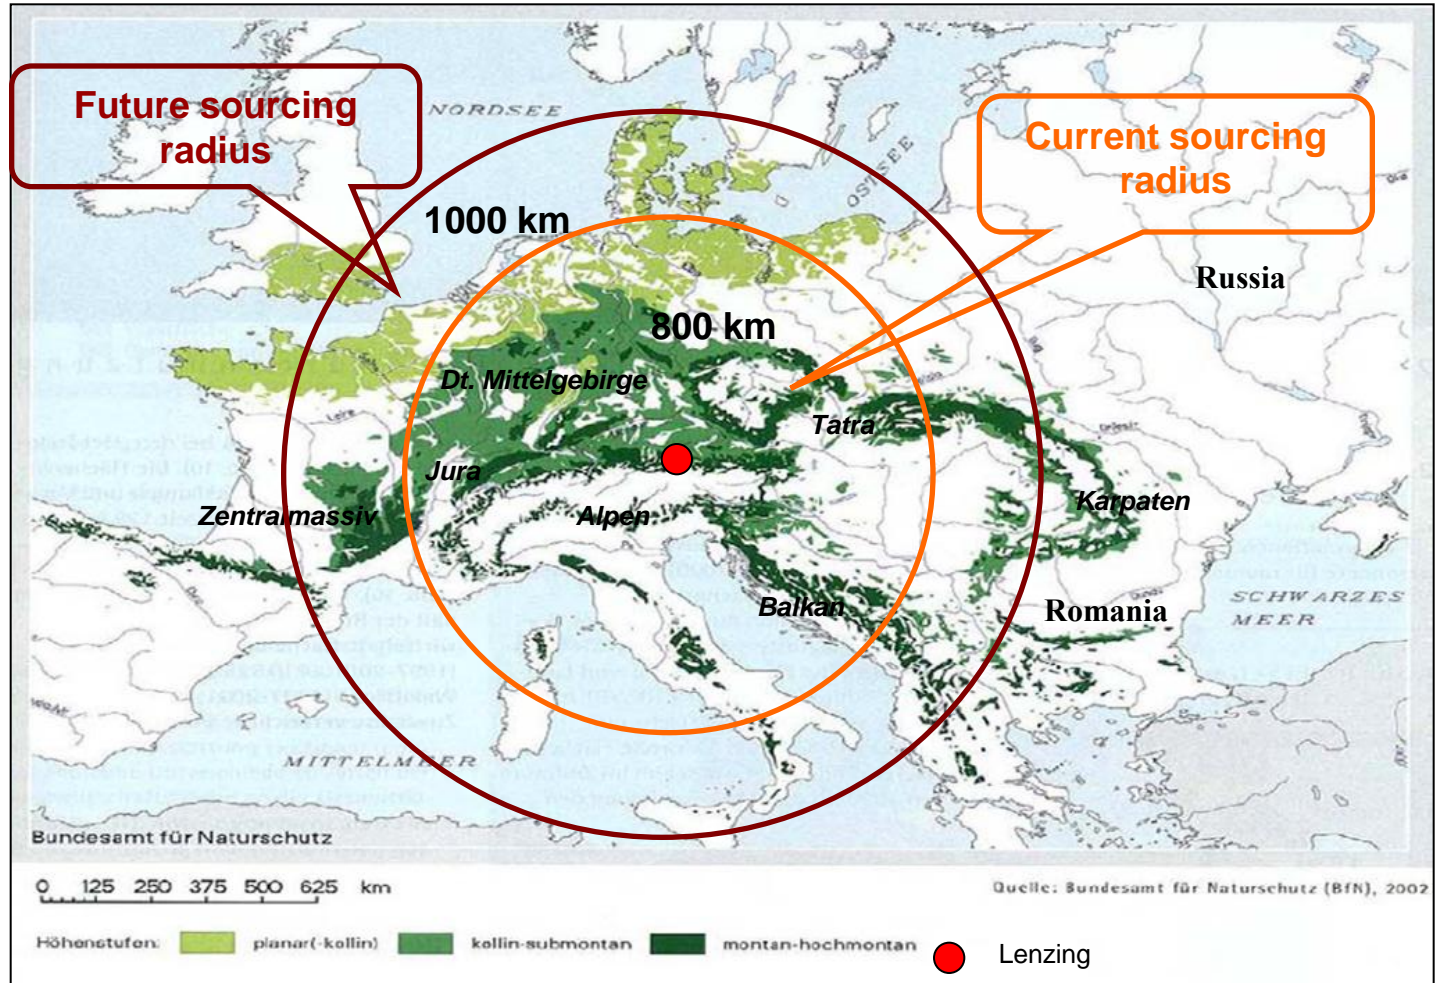 Future sourcing
radius
NORDSEE
Current sourcing
radius
OSTSEE
1000 km
Russia
800 km
Dt. Mittelgebirge
Loire
Tatra
Jura
Zentralmassiv
Alpen
Karpaten
Balkan
Romania
SCHWARZES
MEER
MITTELMEER
Bundesamt für Naturschutz
0 125 250 375 500 625 km
Quelle: Bundesamt für Naturschutz (BfN), 2002
Höhenstufen: planar(-kollin) kollin-submontan montan-hochmontan Lenzing